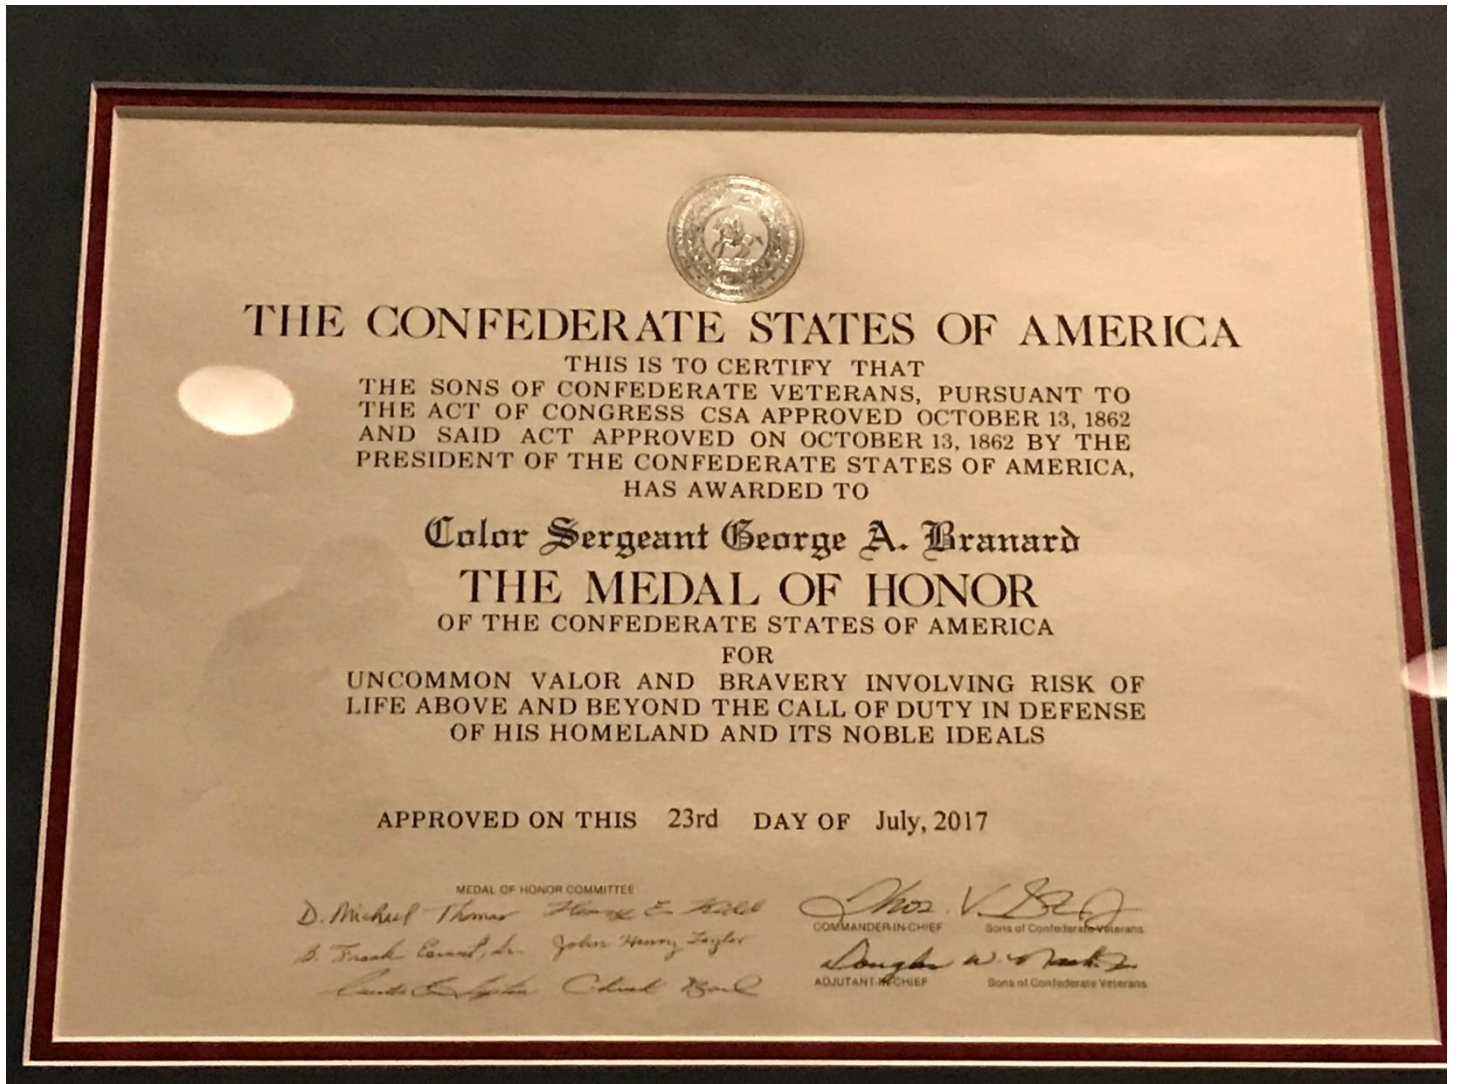 THE CONFEDERATE STATES OF AMERICA
THIS IS TO CERTIFY THAT
THE SONS OF CONFEDERATE VETERANS, PURSUANT TO
THE ACT OF CONGRESS CSA APPROVED OCTOBER 13, 1862
AND SAID ACT APPROVED ON OCTOBER 13, 1862 BY THE
PRESIDENT OF THE CONFEDERATE STATES OF AMERICA,
HAS AWARDED TO
Color Sergeant George A. Branard
THE MEDAL OF HONOR
OF THE CONFEDERATE STATES OF AMERICA
FOR
UNCOMMON VALOR AND BRAVERY INVOLVING RISK OF
LIFE ABOVE AND BEYOND THE CALL OF DUTY IN DEFENSE
OF HIS HOMELAND AND ITS NOBLE IDEALS
APPROVED ON THIS 23rd DAY OF July, 2017
MEDAL OF HONOR COMMITTEE
D. Michael Thomas Henry E.
B. Frank John Henry Taylor
Chuck
Thos. V.
COMMANDER-IN-CHIEF Sons of Confederate Veterans
Douglas W.
ADJUTANT-IN-CHIEF Sons of Confederate Veterans